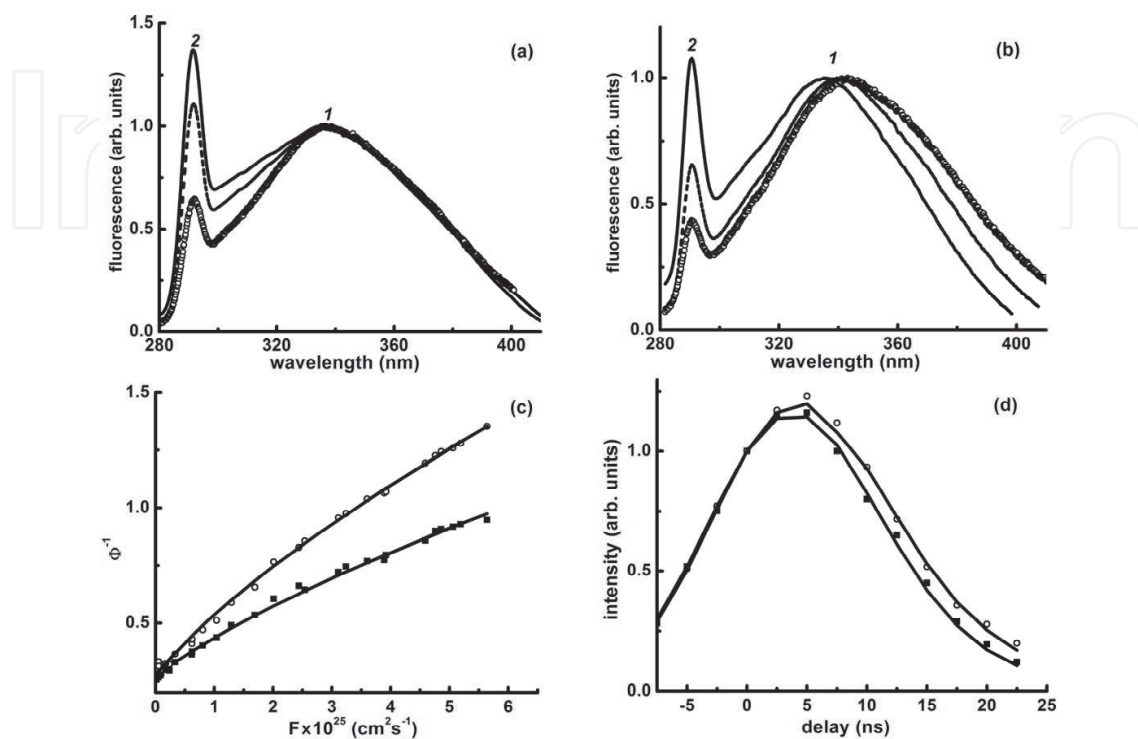 1.5
2
(a)
1
1.0
0.5
0.0
fluorescence (arb. units)
280 320 360 400
wavelength (nm)
2
1
(b)
1.0
0.5
0.0
fluorescence (arb. units)
280 320 360 400
wavelength (nm)
1.5
(c)
1.0
0.5
Φ-1
0 1 2 3 4 5 6
Fx10 25 (cm2s-1)
(d)
1.0
0.5
0.0
intensity (arb. units)
-5 0 5 10 15 20 25
delay (ns)